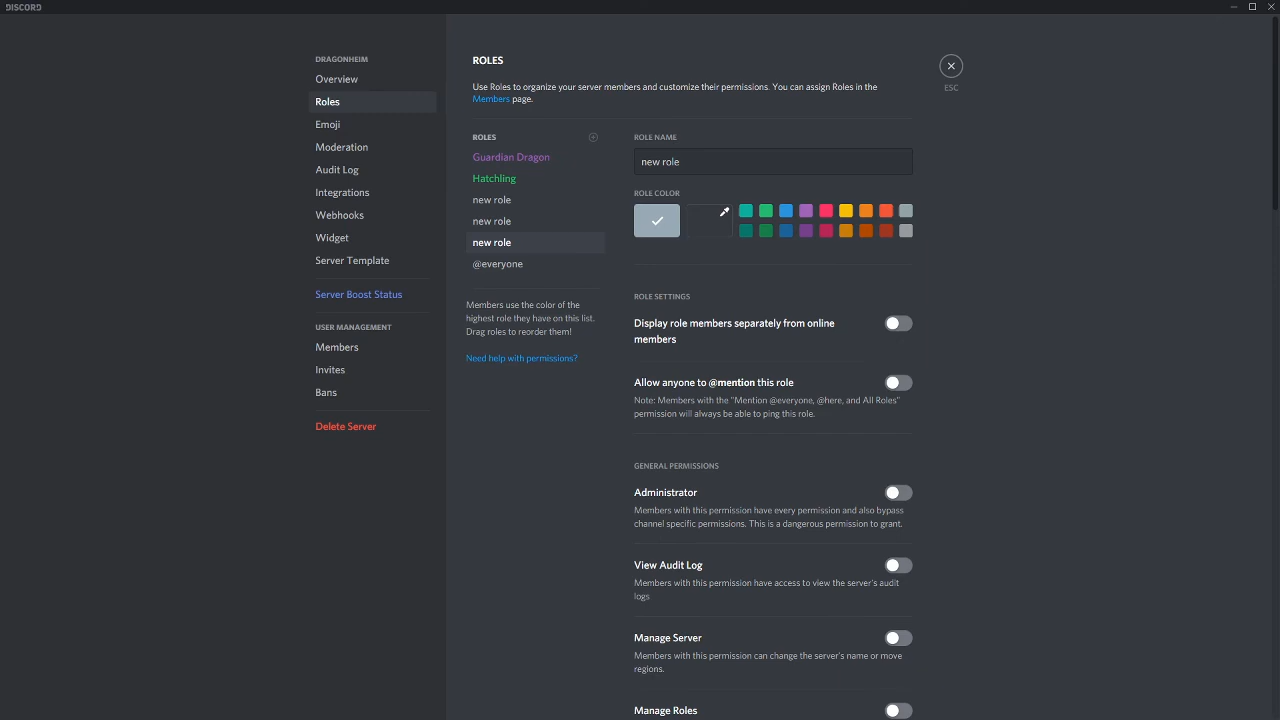 DISCORD
DRAGONHEIM
Overview
Roles
Emoji
Moderation
Audit Log
Integrations
Webhooks
Widget
Server Template
Server Boost Status
USER MANAGEMENT
Members
Invites
Bans
Delete Server
ROLES
Use Roles to organize your server members and customize their permissions. You can assign Roles in the
Members page.
ROLES
Guardian Dragon
Hatchling
new role
new role
new role
@everyone
Members use the color of the
highest role they have on this list.
Drag roles to reorder them!
Need help with permissions?
ROLE NAME
new role
ROLE COLOR
ROLE SETTINGS
Display role members separately from online
members
Allow anyone to @mention this role
Note: Members with the "Mention @everyone, @here, and All Roles"
permission will always be able to ping this role.
GENERAL PERMISSIONS
Administrator
Members with this permission have every permission and also bypass
channel specific permissions. This is a dangerous permission to grant.
View Audit Log
Members with this permission have access to view the server's audit
logs
Manage Server
Members with this permission can change the server's name or move
regions.
Manage Roles
ESC